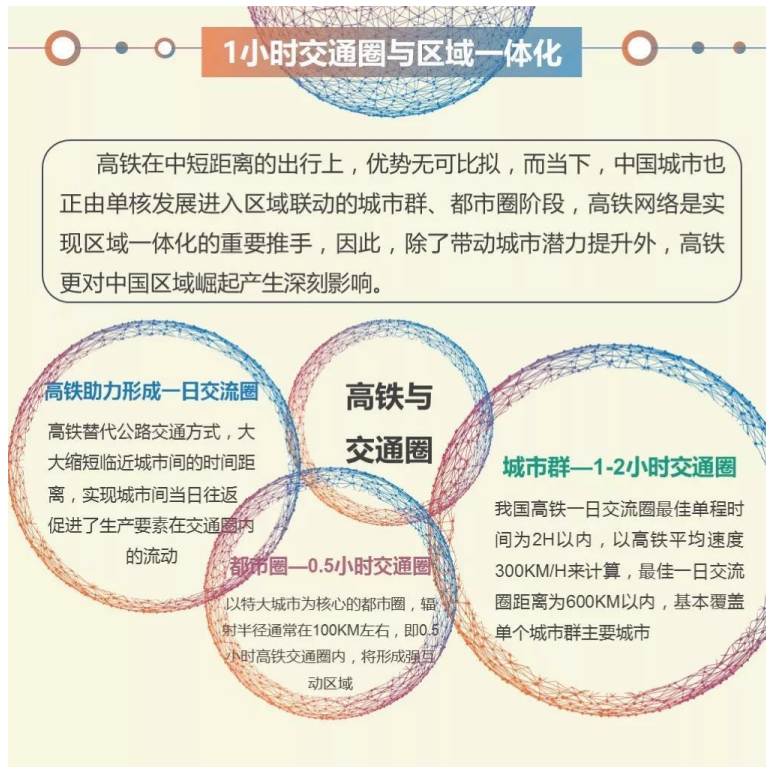 1小时交通圈与区域一体化
高铁在中短距离的出行上，优势无可比拟，而当下，中国城市也
正由单核发展进入区域联动的城市群、都市圈阶段，高铁网络是实
现区域一体化的重要推手，因此，除了带动城市潜力提升外，高铁
更对中国区域崛起产生深刻影响。
高铁助力形成一日交流圈
高铁替代公路交通方式，大
大缩短临近城市间的时间距
离，实现城市间当日往返
促进了生产要素在交通圈内
的流动
高铁与
交通圈
都市圈—0.5小时交通圈
以特大城市为核心的都市圈，辐
射半径通常在100KM左右，即0.5
小时高铁交通圈内，将形成强互
动区域
城市群—1-2小时交通圈
我国高铁一日交流圈最佳单程时
间为2H以内，以高铁平均速度
300KM/H来计算，最佳一日交流
圈距离为600KM以内，基本覆盖
单个城市群主要城市